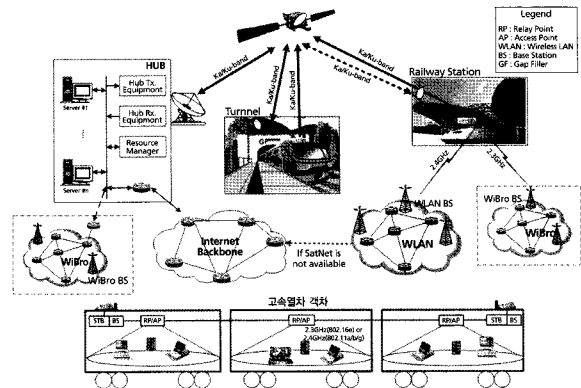 Legend
RP : Relay Point
AP : Access Point
WLAN : Wireless LAN
BS : Base Station
GF : Gap Filler
HUB
Hub Tx.
Equipment
Hub Rx.
Equipment
Resource
Manager
Server #1
Server #n
Ka/Ku-band
Ka/Ku-band
Ka/Ku-band
Ka/Ku-band
Ka/Ku-band
Turnnel
GF
Railway Station
2.4GHz
2.3GHz
WiBro
WiBro BS
Internet
Backbone
If SatNet is
not available
WLAN BS
WLAN
WiBro BS
WiBro
고속열차 객차
STB
BS
RP/AP
RP/AP
2.3GHz(802.16e) or
2.4GHz(802.11a/b/g)
RP/AP
STB
BS